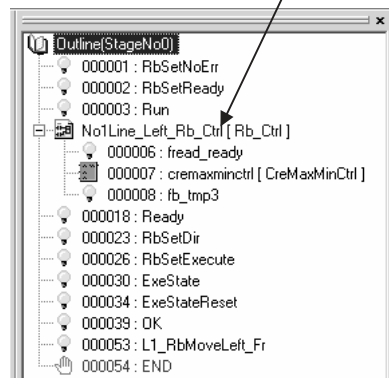 Outline(StageNo0)
000001 : RbSetNoErr
000002 : RbSetReady
000003 : Run
No1Line_Left_Rb_Ctrl [ Rb_Ctrl ]
000006 : fread_ready
000007 : cremaxminctrl [ CreMaxMinCtrl ]
000008 : fb_tmp3
000018 : Ready
000023 : RbSetDir
000026 : RbSetExecute
000030 : ExeState
000034 : ExeStateReset
000039 : OK
000053 : L1_RbMoveLeft_Fr
000054 : END